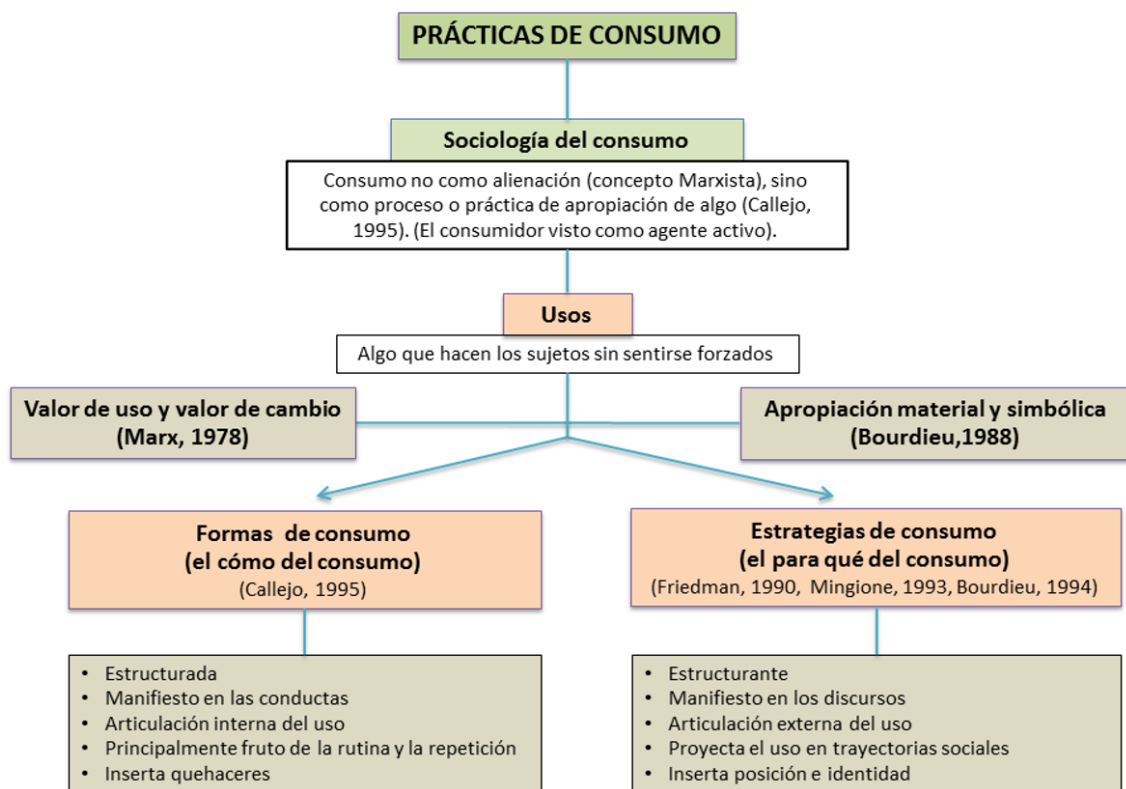 PRÁCTICAS DE CONSUMO
Sociología del consumo
Consumo no como alienación (concepto Marxista), sino
como proceso o práctica de apropiación de algo (Callejo,
1995). (El consumidor visto como agente activo).
Usos
Algo que hacen los sujetos sin sentirse forzados
Valor de uso y valor de cambio
(Marx, 1978)
Apropiación material y simbólica
(Bourdieu,1988)
Formas de consumo
(el cómo del consumo)
(Callejo, 1995)
Estrategias de consumo
(el para qué del consumo)
(Friedman, 1990, Mingione, 1993, Bourdieu, 1994)
• Estructurada
• Manifiesto en las conductas
• Articulación interna del uso
• Principalmente fruto de la rutina y la repetición
• Inserta quehaceres
• Estructurante
• Manifiesto en los discursos
• Articulación externa del uso
• Proyecta el uso en trayectorias sociales
• Inserta posición e identidad